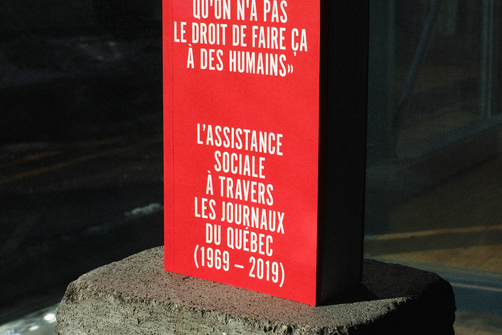 QU'ON N'A PAS
LE DROIT DE FAIRE ÇA
À DES HUMAINS»
L'ASSISTANCE
SOCIALE
À TRAVERS
LES JOURNAUX
DU QUÉBEC
(1969 – 2019)